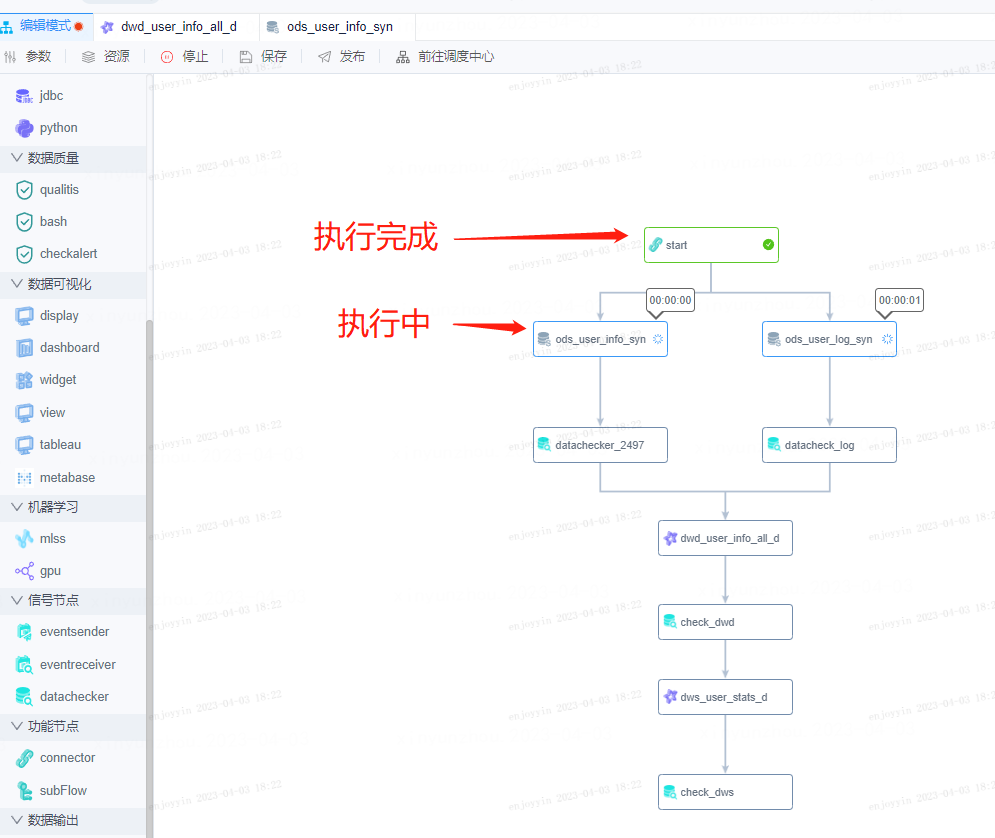 编辑模式
dwd_user_info_all_d
ods_user_info_syn
参数
资源
停止
保存
发布
前往调度中心
jdbc
python
数据质量
qualitis
bash
checkalert
数据可视化
display
dashboard
widget
view
tableau
metabase
机器学习
mlss
gpu
信号节点
eventsender
eventreceiver
datachecker
功能节点
connector
subFlow
数据输出
执行完成
start
执行中
00:00:00
00:00:01
ods_user_info_syn
ods_user_log_syn
datachecker_2497
datacheck_log
dwd_user_info_all_d
check_dwd
dws_user_stats_d
check_dws
enjoyyin 2023-04-03 18:22